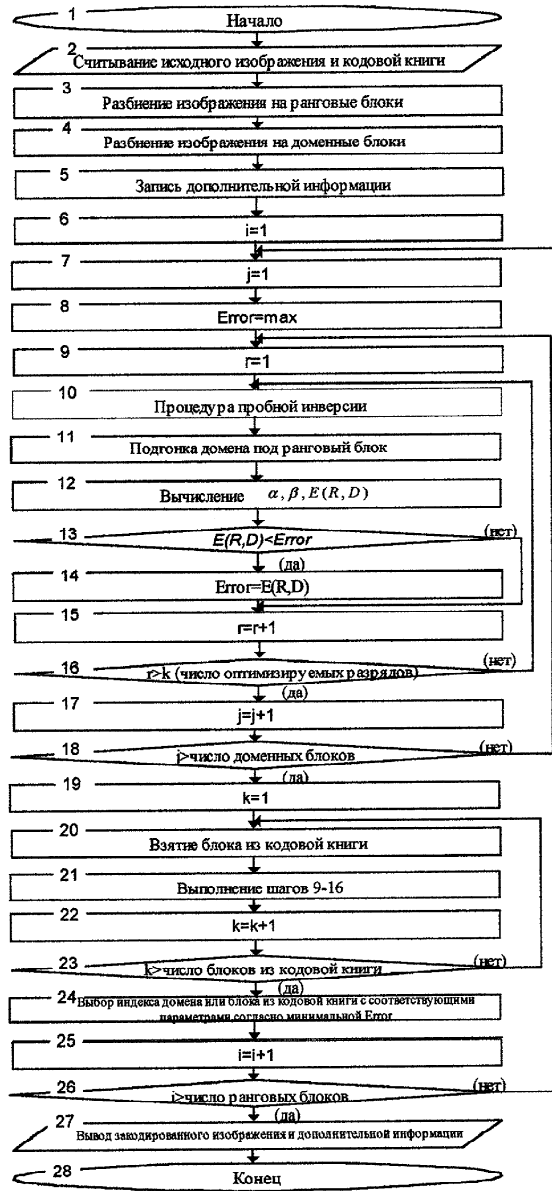 1
Начало
2
Считывание исходного изображения и кодовой книги
3
Разбиение изображения на ранговые блоки
4
Разбиение изображения на доменные блоки
5
Запись дополнительной информации
6
i=1
7
j=1
8
Error=max
9
r=1
10
Процедура пробной инверсии
11
Подгонка домена под ранговый блок
12
Вычисление α, β, E(R, D)
13
E(R,D)<Error
(нет)
(да)
14
Error=E(R,D)
15
r=r+1
16
r>k (число оптимизируемых разрядов)
(нет)
(да)
17
j=j+1
18
j>число доменных блоков
(нет)
(да)
19
k=1
20
Взятие блока из кодовой книги
21
Выполнение шагов 9-16
22
k=k+1
23
k>число блоков из кодовой книги
(нет)
(да)
24
Выбор индекса домена или блока из кодовой книги с соответствующими
параметрами,согласно минимальной Error
25
i=i+1
26
i>число ранговых блоков
(нет)
(да)
27
Вывод закодированного изображения и дополнительной информации
28
Конец